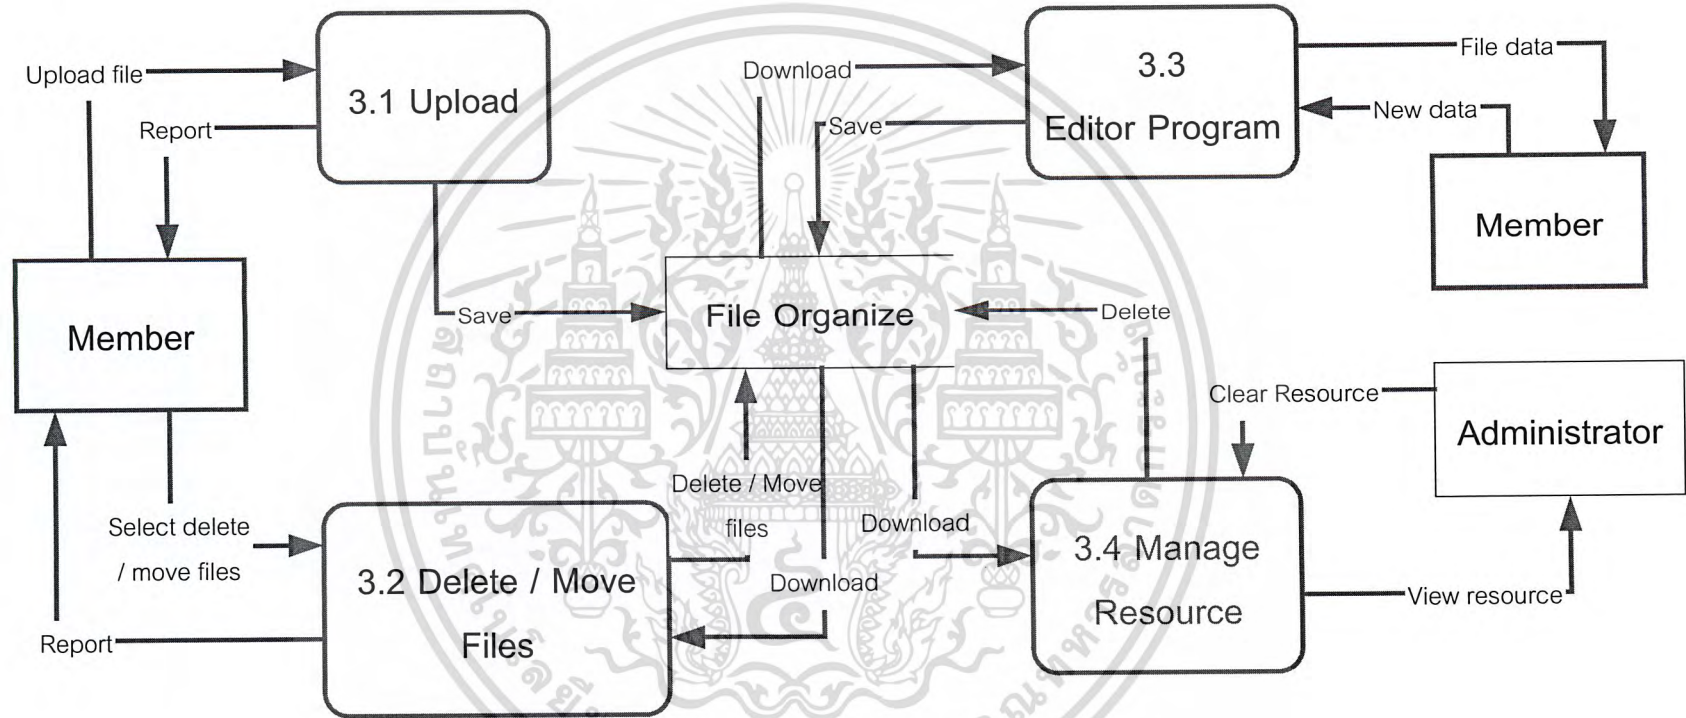 Upload file
3.1 Upload
Report
Download
3.3
Editor Program
File data
Save
New data
Member
Member
Save
File Organize
Delete
Clear Resource
Administrator
Delete / Move
files
Download
Select delete
/ move files
3.2 Delete / Move
Files
Download
3.4 Manage
Resource
View resource
Report